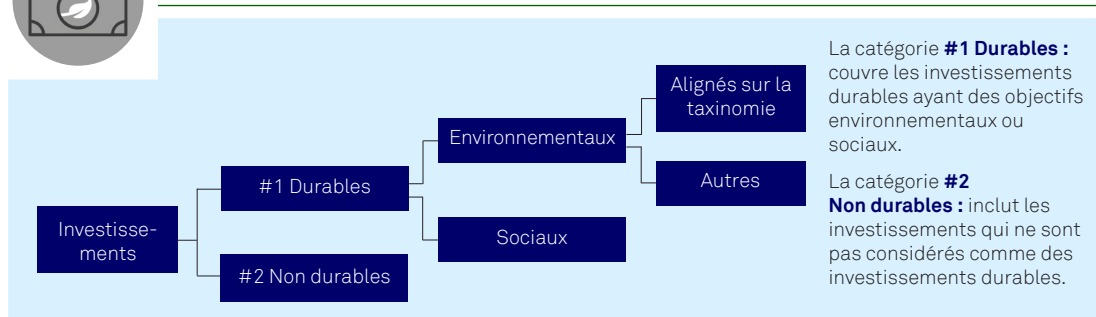 Investisse-
ments
#1 Durables
#2 Non durables
Environnementaux
Sociaux
Alignés sur la
taxinomie
Autres
La catégorie #1 Durables :
couvre les investissements
durables ayant des objectifs
environnementaux ou
sociaux.
La catégorie #2
Non durables : inclut les
investissements qui ne sont
pas considérés comme des
investissements durables.